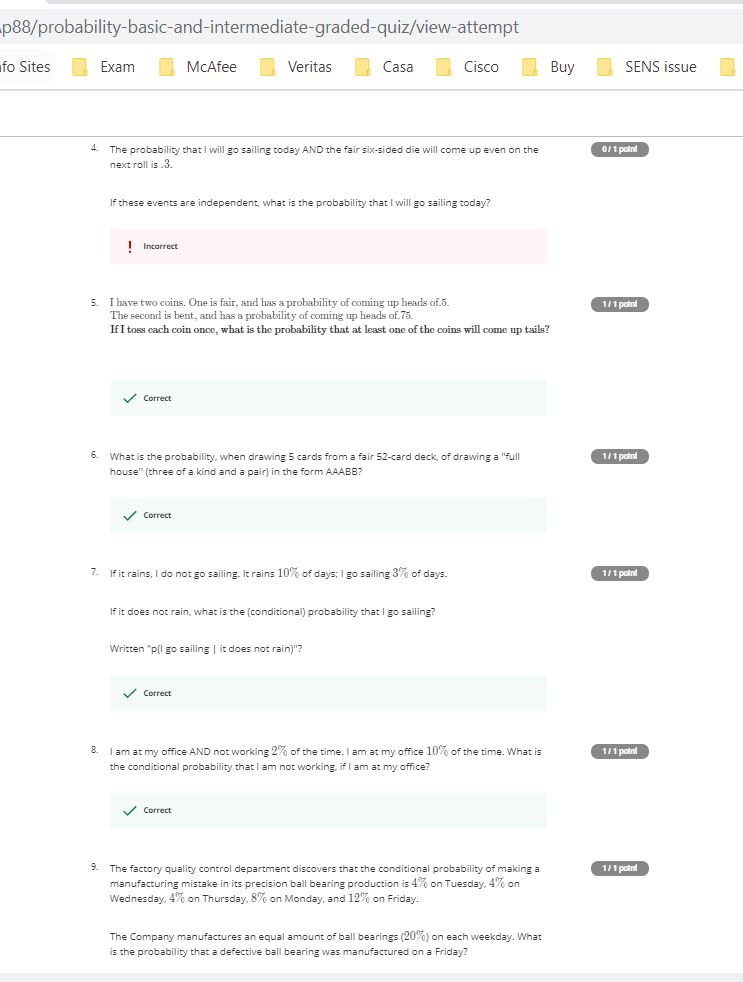 p88/probability-basic-and-intermediate-graded-quiz/view-attempt
fo Sites Exam McAfee Veritas Casa Cisco Buy SENS issue
4. The probability that I will go sailing today AND the fair six-sided die will come up even on the 0 / 1 point
next roll is .3.
If these events are independent, what is the probability that I will go sailing today?
! Incorrect
5. I have two coins. One is fair, and has a probability of coming up heads of.5. 1 / 1 point
The second is bent, and has a probability of coming up heads of.75.
If I toss each coin once, what is the probability that at least one of the coins will come up tails?
Correct
6. What is the probability, when drawing 5 cards from a fair 52-card deck, of drawing a "full 1 / 1 point
house" (three of a kind and a pair) in the form AAABB?
Correct
7. If it rains, I do not go sailing. It rains 10% of days; I go sailing 3% of days. 1 / 1 point
If it does not rain, what is the (conditional) probability that I go sailing?
Written "p(I go sailing | it does not rain)"?
Correct
8. I am at my office AND not working 2% of the time. I am at my office 10% of the time. What is 1 / 1 point
the conditional probability that I am not working, if I am at my office?
Correct
9. The factory quality control department discovers that the conditional probability of making a 1 / 1 point
manufacturing mistake in its precision ball bearing production is 4% on Tuesday, 4% on
Wednesday, 4% on Thursday, 8% on Monday, and 12% on Friday.
The Company manufactures an equal amount of ball bearings (20%) on each weekday. What
is the probability that a defective ball bearing was manufactured on a Friday?